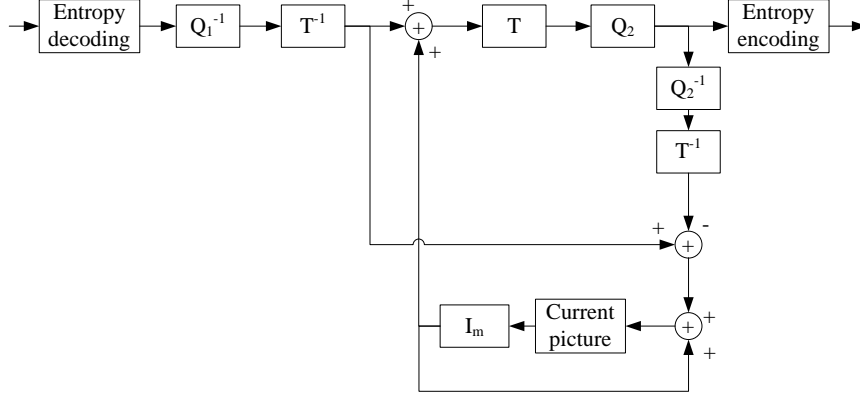 Entropy
decoding
Q₁⁻¹
T⁻¹
+
+
+
T
Q₂
Entropy
encoding
Q₂⁻¹
T⁻¹
+
-
+
Current
picture
Iₘ
+
+
+